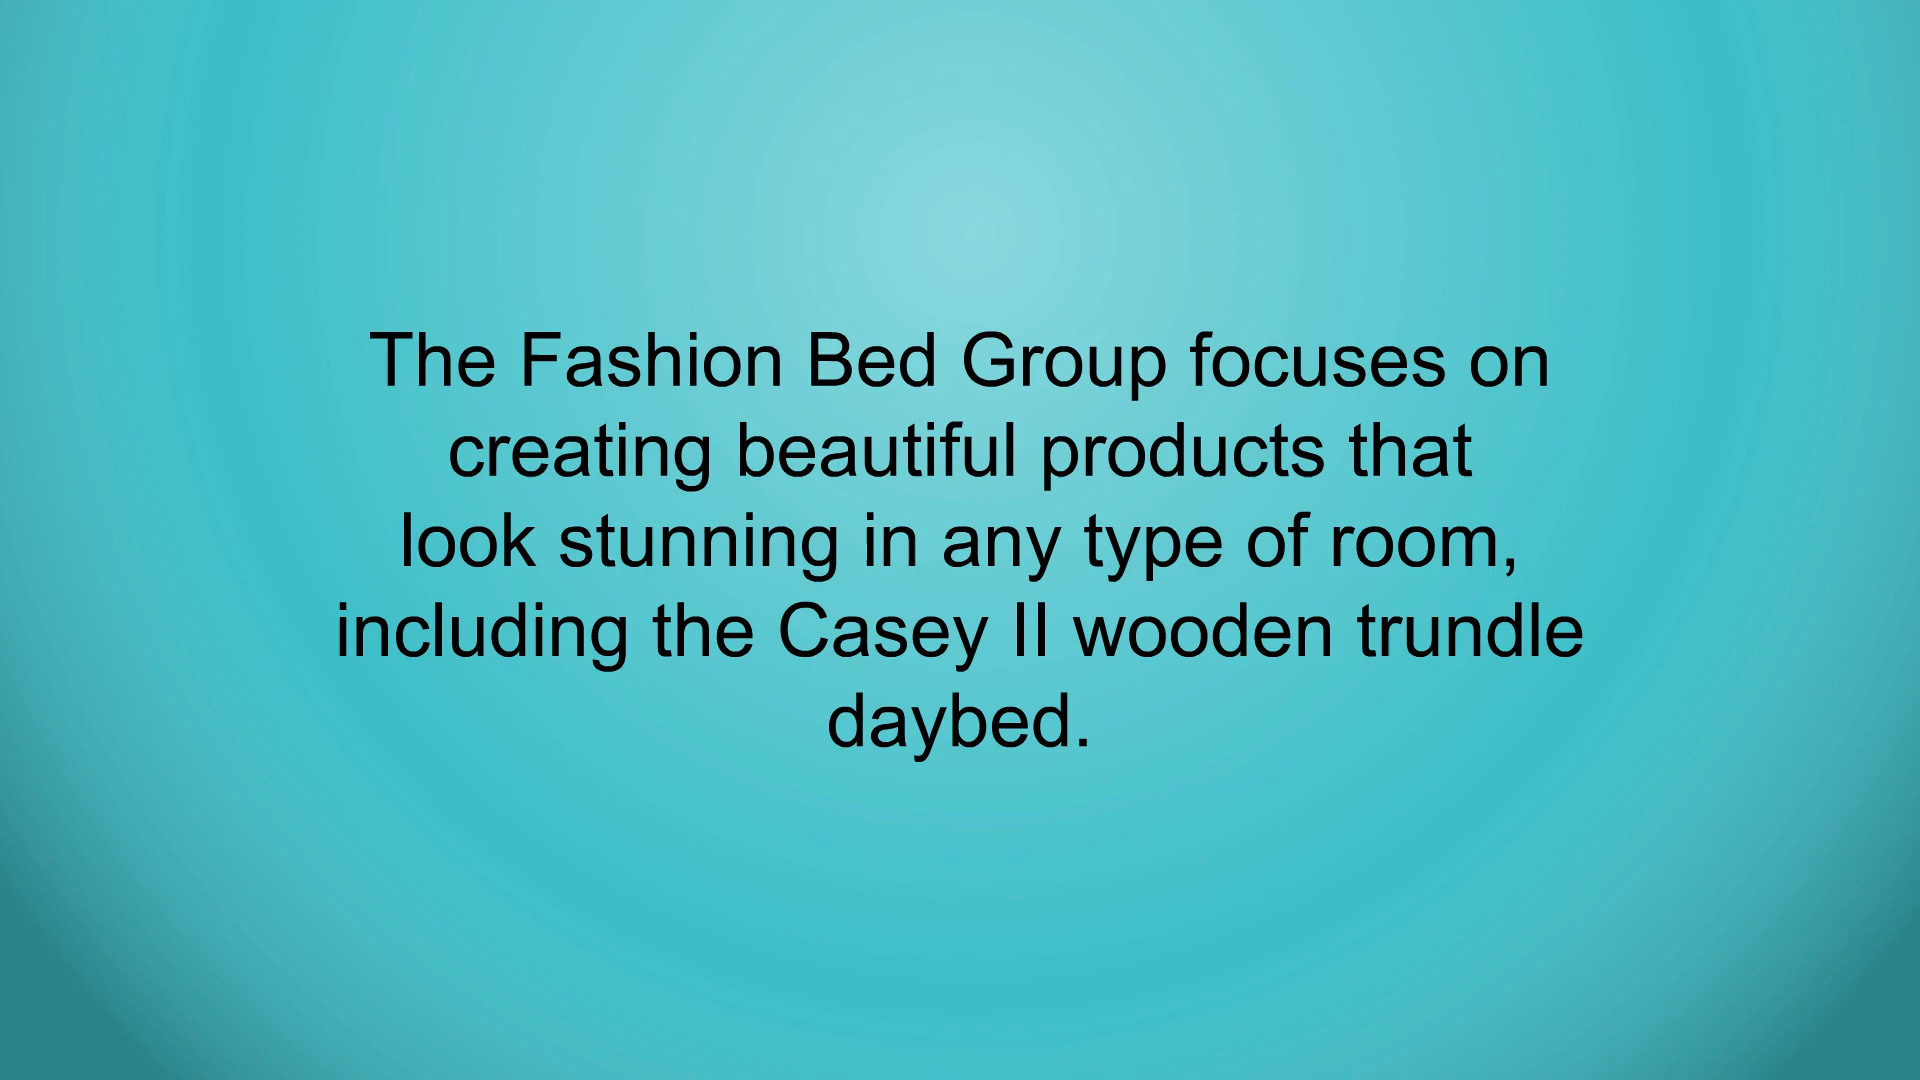 The Fashion Bed Group focuses on
creating beautiful products that
look stunning in any type of room,
including the Casey II wooden trundle
daybed.